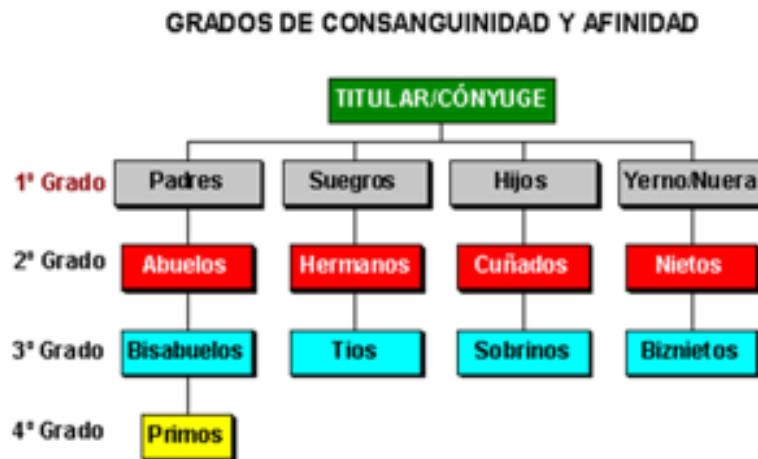 GRADOS DE CONSANGUINIDAD Y AFINIDAD
TITULAR/CÓNYUGE
1º Grado Padres Suegros Hijos Yerno/Nuera
2º Grado Abuelos Hermanos Cuñados Nietos
3º Grado Bisabuelos Tíos Sobrinos Biznietos
4º Grado Primos